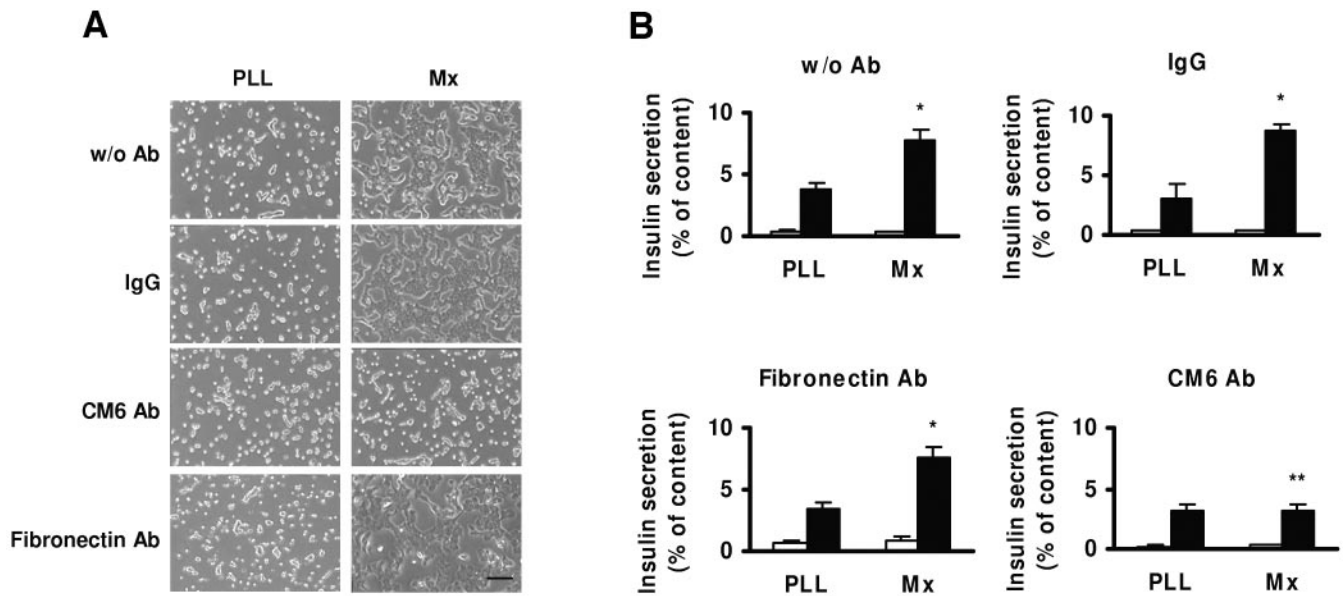 A
PLL Mx
w/o Ab
IgG
CM6 Ab
Fibronectin Ab
B
w/o Ab
Insulin secretion
(% of content)
10
*
5
0
PLL Mx
IgG
Insulin secretion
(% of content)
10
*
5
0
PLL Mx
Fibronectin Ab
Insulin secretion
(% of content)
10
*
5
0
PLL Mx
CM6 Ab
Insulin secretion
(% of content)
10
**
5
0
PLL Mx